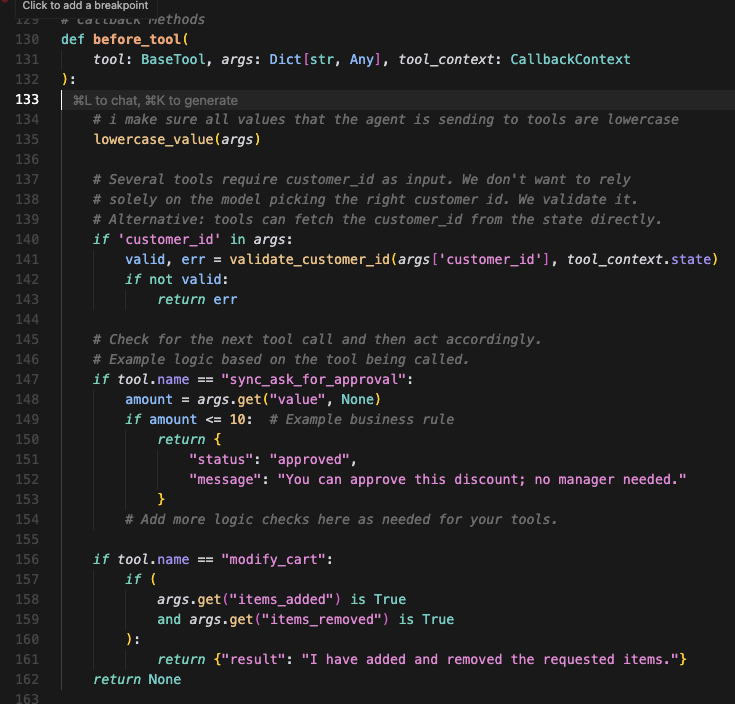 Click to add a breakpoint
129 # Callback Methods
130 def before_tool(
131     tool: BaseTool, args: Dict[str, Any], tool_context: CallbackContext
132 ):
133 ⌘L to chat, ⌘K to generate
134     # i make sure all values that the agent is sending to tools are lowercase
135     lowercase_value(args)
136
137     # Several tools require customer_id as input. We don't want to rely
138     # solely on the model picking the right customer id. We validate it.
139     # Alternative: tools can fetch the customer_id from the state directly.
140     if 'customer_id' in args:
141         valid, err = validate_customer_id(args['customer_id'], tool_context.state)
142         if not valid:
143             return err
144
145     # Check for the next tool call and then act accordingly.
146     # Example logic based on the tool being called.
147     if tool.name == "sync_ask_for_approval":
148         amount = args.get("value", None)
149         if amount <= 10:  # Example business rule
150             return {
151                 "status": "approved",
152                 "message": "You can approve this discount; no manager needed."
153             }
154         # Add more logic checks here as needed for your tools.
155
156     if tool.name == "modify_cart":
157         if (
158             args.get("items_added") is True
159             and args.get("items_removed") is True
160         ):
161             return {"result": "I have added and removed the requested items."}
162     return None
163